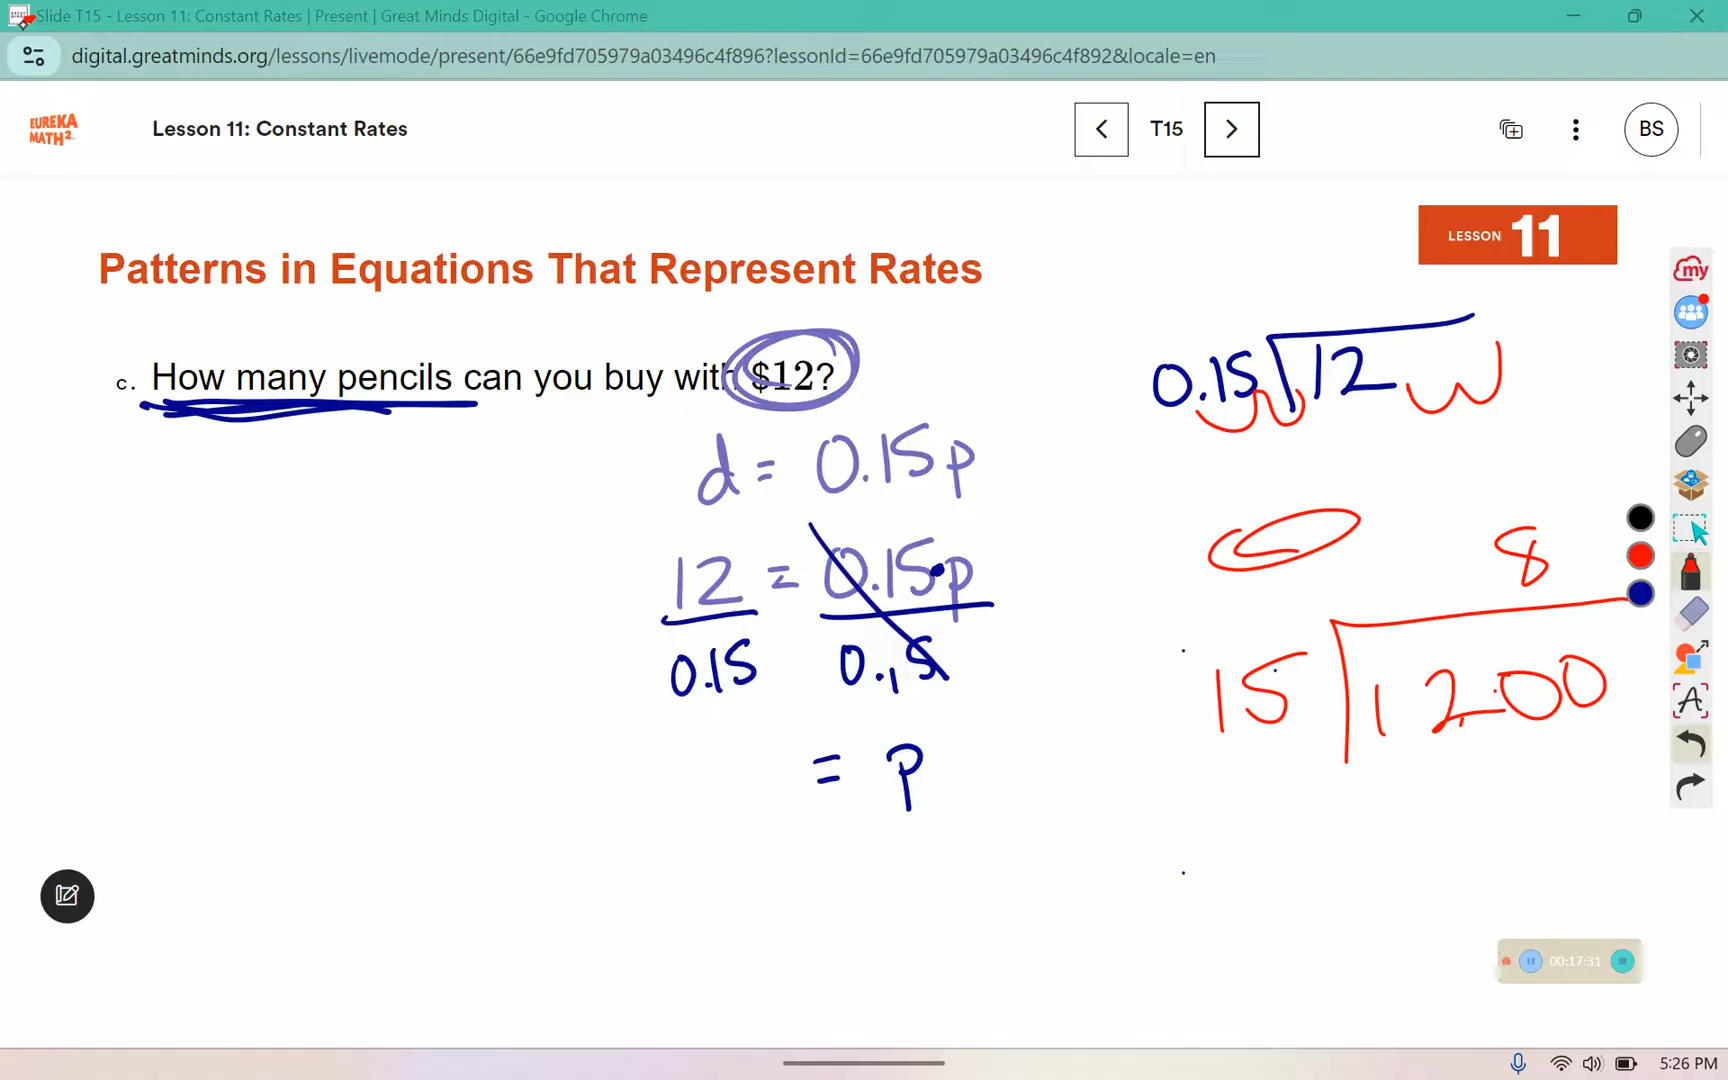 Slide T15 - Lesson 11: Constant Rates | Present | Great Minds Digital - Google Chrome
digital.greatminds.org/lessons/livemode/present/66e9fd705979a03496c4f896?lessonId=66e9fd705979a03496c4f892&locale=en
EUREKA
MATH²
Lesson 11: Constant Rates
T15
BS
LESSON 11
Patterns in Equations That Represent Rates
c. How many pencils can you buy with $12?
d = 0.15p
12 = 0.15•p
0.15 0.15
= p
0.15 12
8
15 1200
my
A
00:17:31
5:26 PM